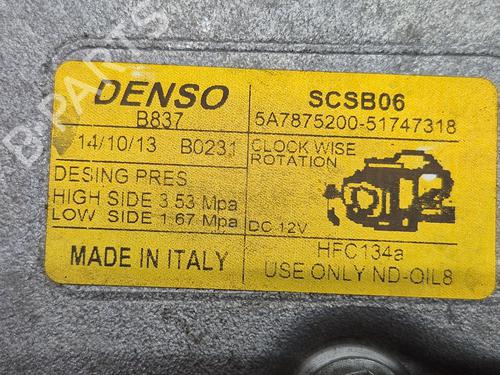 DENSO
B837
14/10/13 B0231
DESING PRES
HIGH SIDE 3.53 Mpa
LOW SIDE 1.67 Mpa
MADE IN ITALY
SCSB06
5A7875200-51747318
CLOCK WISE
ROTATION
DC 12V
HFC134a
USE ONLY ND-OIL8
B-PARTS